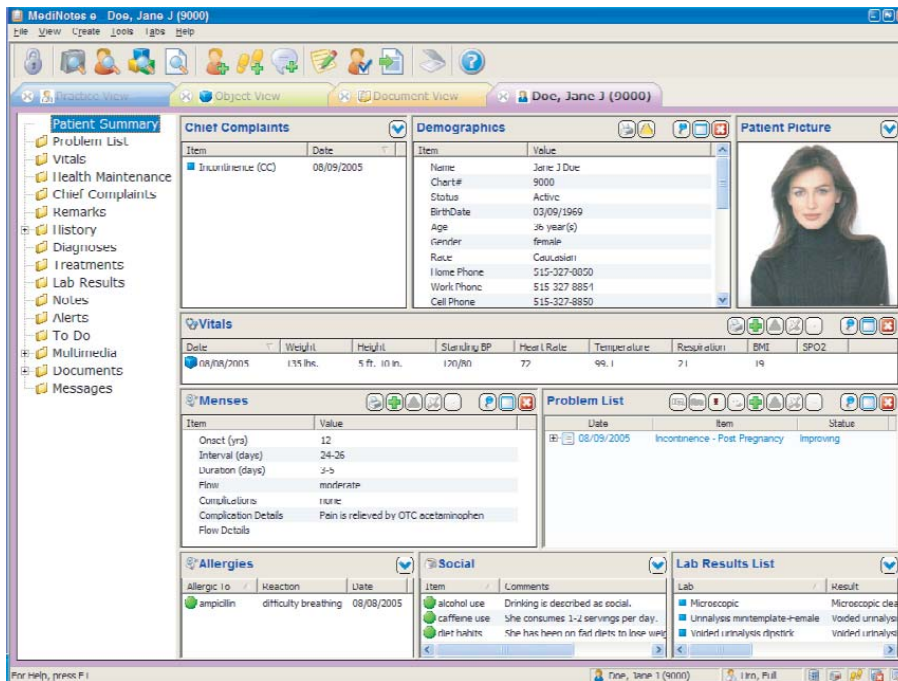 MediNotes e Doe, Jane J (9000)
File View Create Tools Tabs Help
Practice View Object View Document View Doe, Jane J (9000)
Patient Summary
Problem List
Vitals
Health Maintenance
Chief Complaints
Remarks
History
Diagnoses
Treatments
Lab Results
Notes
Alerts
To Do
Multimedia
Documents
Messages
Chief Complaints
Item Date
Incontinence (CC) 08/09/2005
Demographics
Item Value
Name Jane J Doe
Chart# 9000
Status Active
BirthDate 03/09/1969
Age 36 year(s)
Gender female
Race Caucasian
Home Phone 515-327-8850
Work Phone 515 327 8854
Cell Phone 515-327-8850
Patient Picture
Vitals
Date Weight Height Standing BP Heart Rate Temperature Respiration BMI SPO2
08/08/2005 135 lbs. 5 ft. 10 in. 120/80 72 99.1 21 19
Menses
Item Value
Onset (yrs) 12
Interval (days) 24-26
Duration (days) 3-5
Flow moderate
Complications none
Complication Details Pain is relieved by OTC acetaminophen
Flow Details
Problem List
Date Item Status
08/09/2005 Incontinence - Post Pregnancy Improving
Allergies
Allergic To Reaction Date
ampicillin difficulty breathing 08/08/2005
Social
Item Comments
alcohol use Drinking is described as social.
caffeine use She consumes 1-2 servings per day.
diet habits She has been on fad diets to lose
Lab Results List
Lab Result
Microscopic Microscopic
Urinalysis minitemplate-Female Voided urinalysis
Voided urinalysis dipstick Voided urinalysis
For Help, press F1 Doe, Jane J (9000) Uro, Full